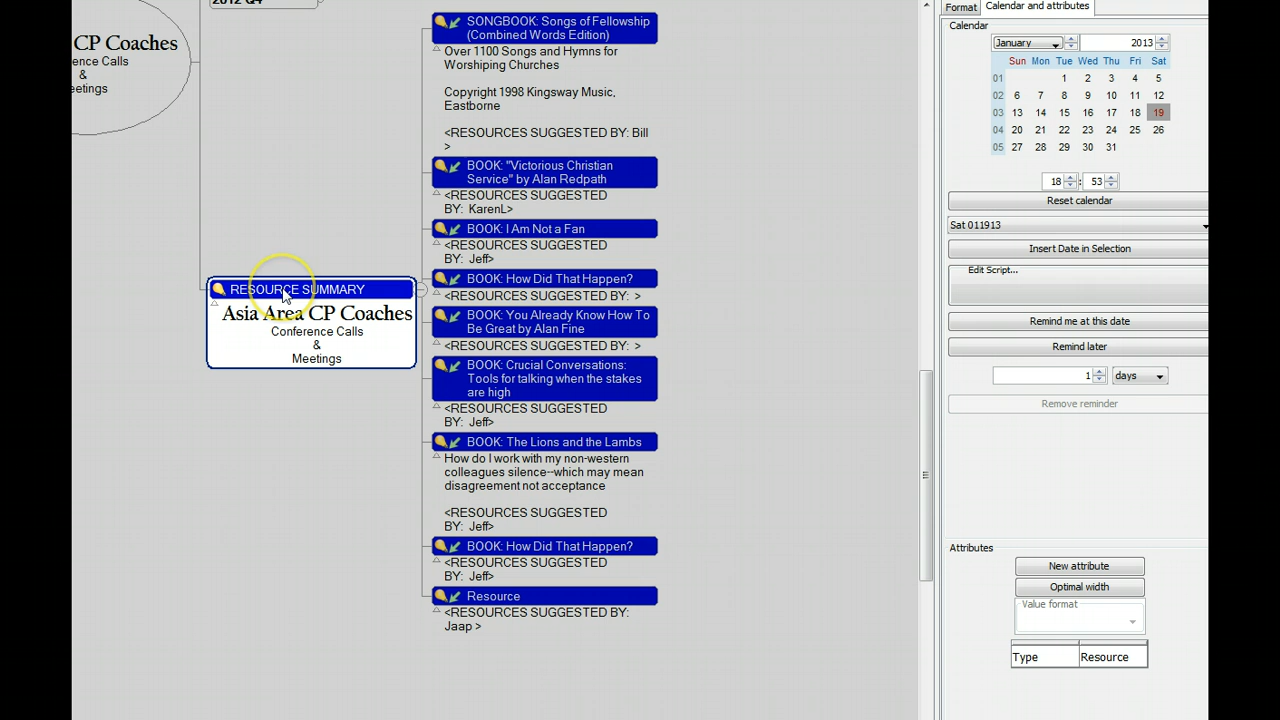 2012 Q4
CP Coaches
ence Calls
&
eetings
RESOURCE SUMMARY
Asia Area CP Coaches
Conference Calls
&
Meetings
SONGBOOK: Songs of Fellowship
(Combined Words Edition)
Over 1100 Songs and Hymns for
Worshiping Churches
Copyright 1998 Kingsway Music,
Eastborne
<RESOURCES SUGGESTED BY: Bill
>
BOOK: "Victorious Christian
Service" by Alan Redpath
<RESOURCES SUGGESTED
BY: KarenL>
BOOK: I Am Not a Fan
<RESOURCES SUGGESTED
BY: Jeff>
BOOK: How Did That Happen?
<RESOURCES SUGGESTED BY: >
BOOK: You Already Know How To
Be Great by Alan Fine
<RESOURCES SUGGESTED BY: >
BOOK: Crucial Conversations:
Tools for talking when the stakes
are high
<RESOURCES SUGGESTED
BY: Jeff>
BOOK: The Lions and the Lambs
How do I work with my non-western
colleagues silence--which may mean
disagreement not acceptance
<RESOURCES SUGGESTED
BY: Jeff>
BOOK: How Did That Happen?
<RESOURCES SUGGESTED
BY: Jeff>
Resource
<RESOURCES SUGGESTED BY:
Jaap >
Format Calendar and attributes
Calendar
January 2013
Sun Mon Tue Wed Thu Fri Sat
01 1 2 3 4 5
02 6 7 8 9 10 11 12
03 13 14 15 16 17 18 19
04 20 21 22 23 24 25 26
05 27 28 29 30 31
18 : 53
Reset calendar
Sat 011913
Insert Date in Selection
Edit Script...
Remind me at this date
Remind later
1 days
Remove reminder
Attributes
New attribute
Optimal width
Value format
Type Resource